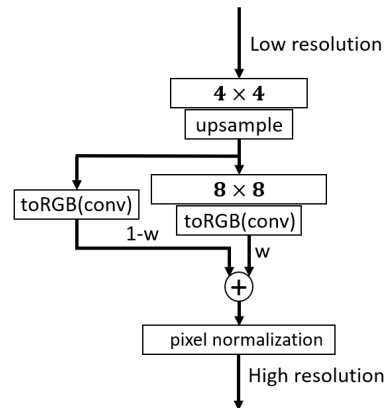 Low resolution
4 × 4
upsample
8 × 8
toRGB(conv)
toRGB(conv)
1-w
w
+
pixel normalization
High resolution